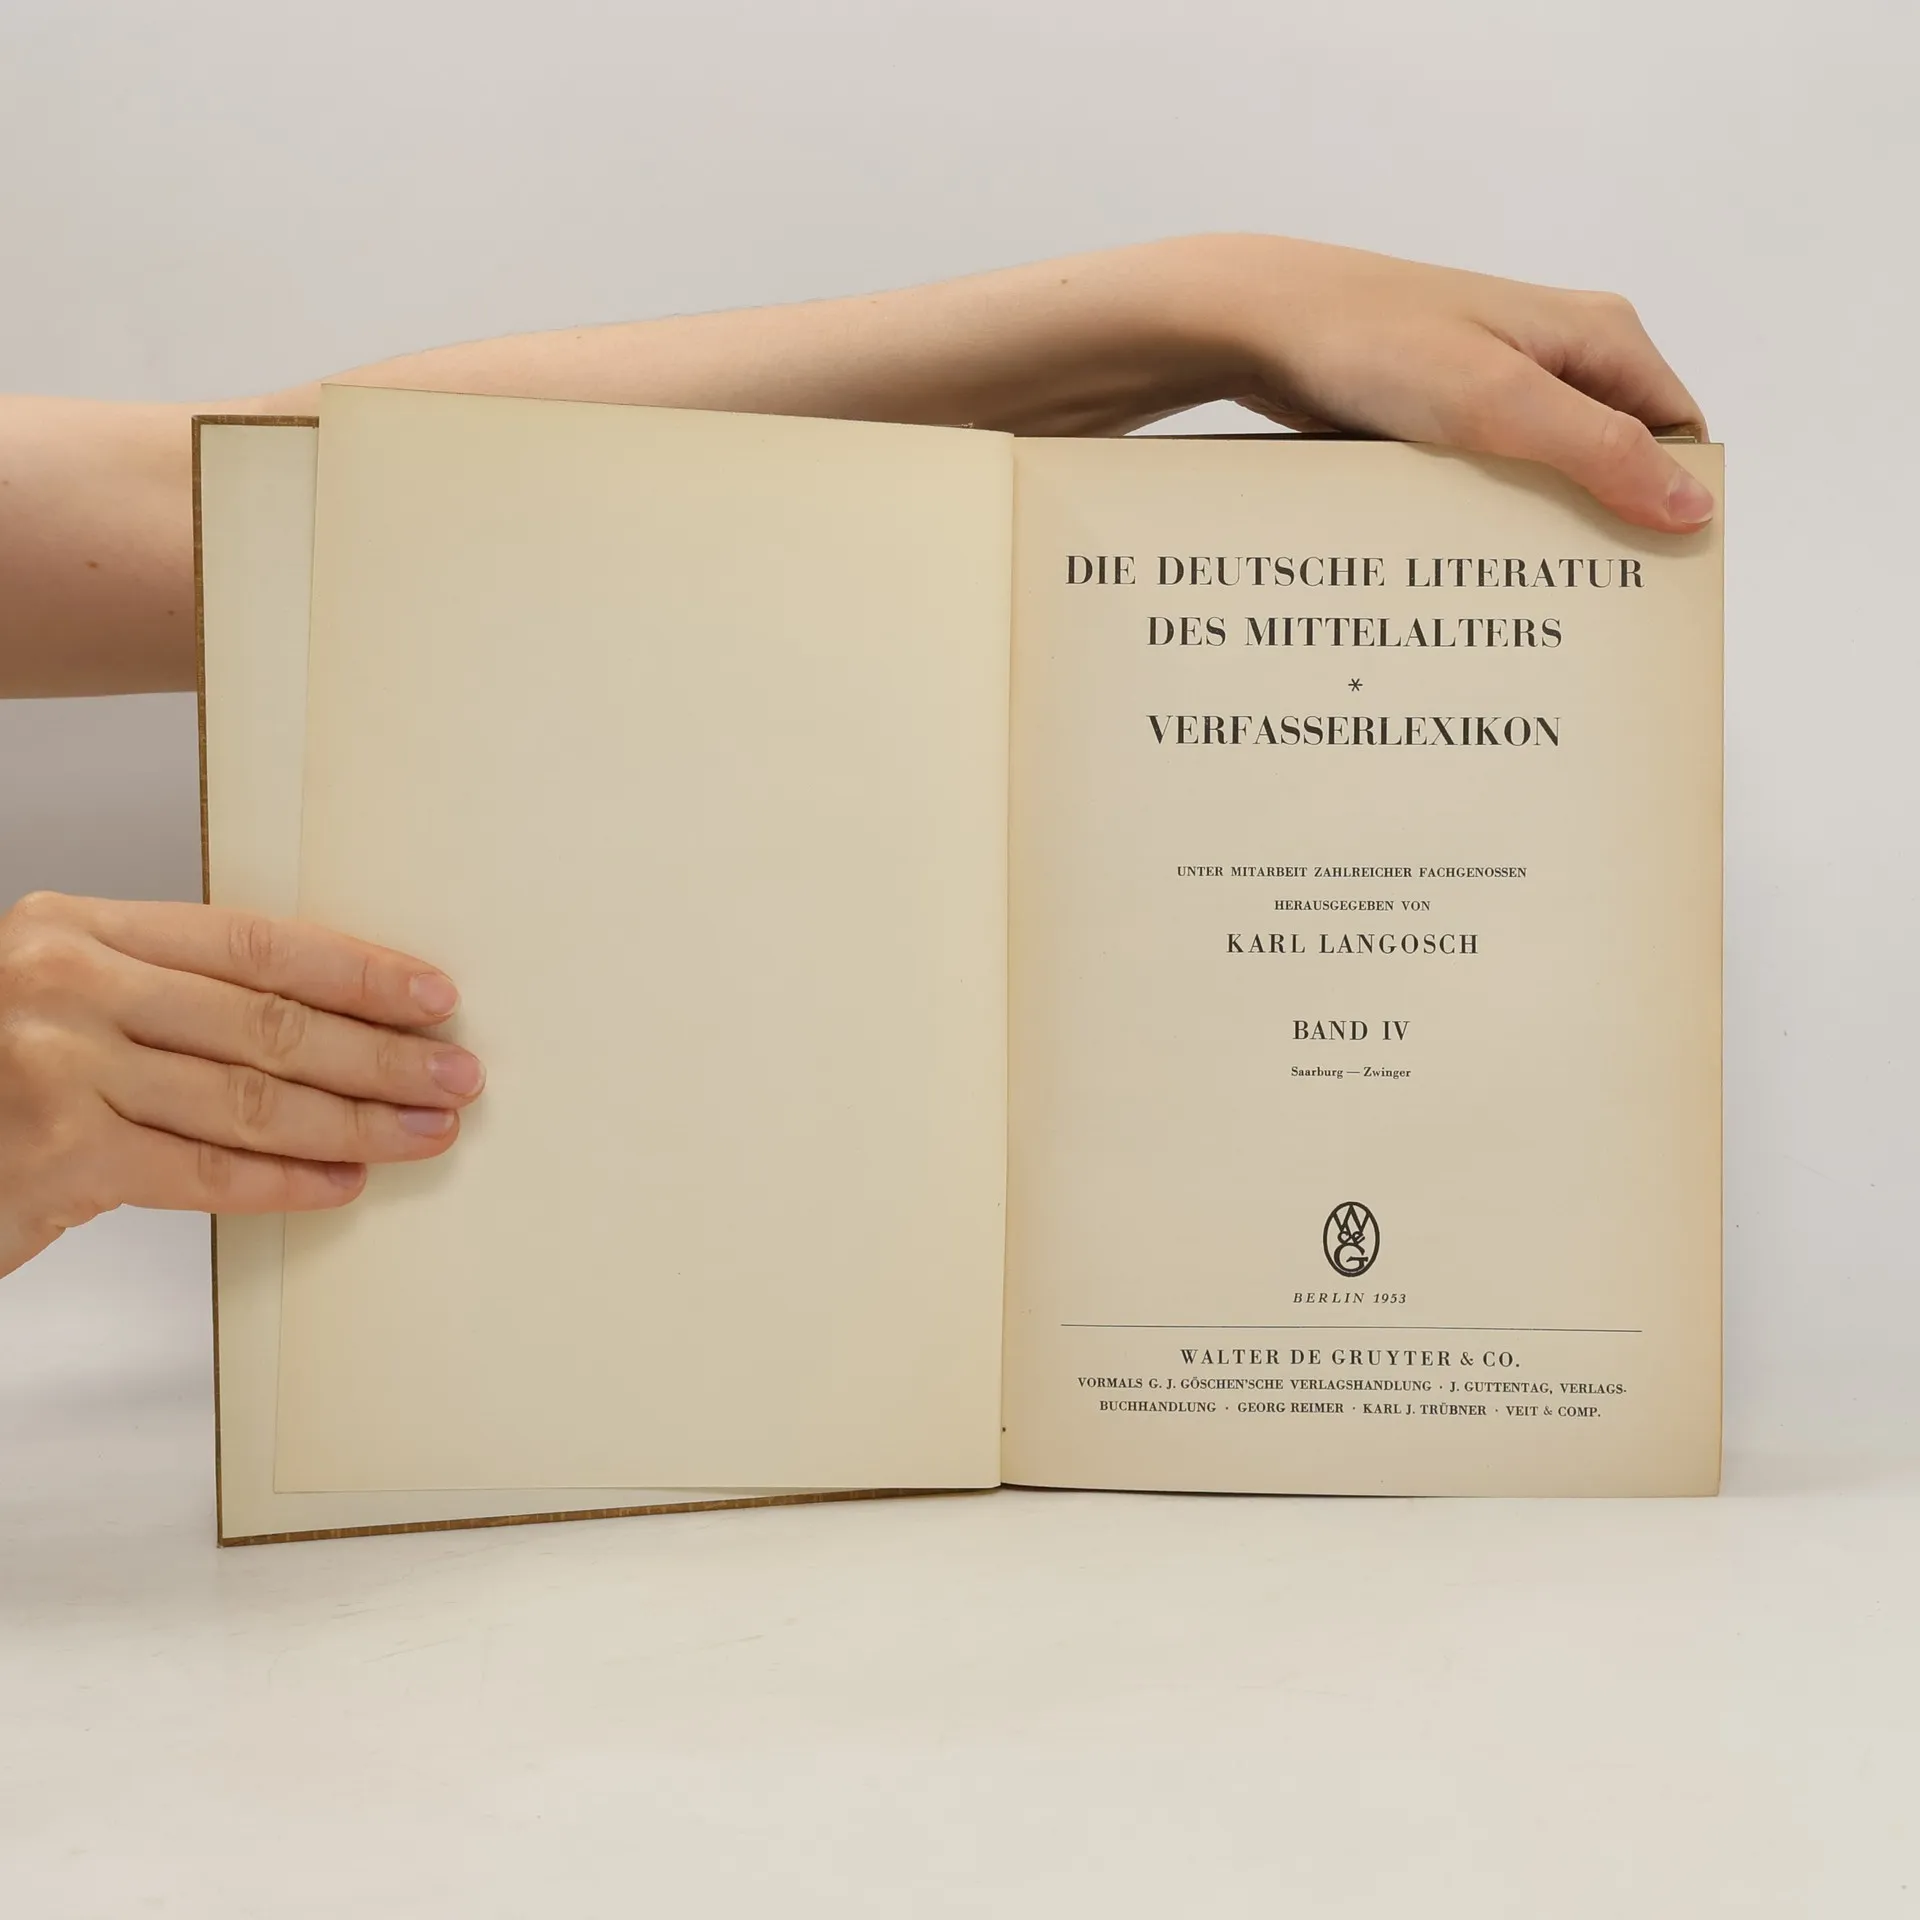 DIE DEUTSCHE LITERATUR
DES MITTELALTERS
*
VERFASSERLEXIKON
UNTER MITARBEIT ZAHLREICHER FACHGENOSSEN
HERAUSGEGEBEN VON
KARL LANGOSCH
BAND IV
Saarburg — Zwinger
W
de
G
BERLIN 1953
WALTER DE GRUYTER & CO.
VORMALS G. J. GÖSCHEN'SCHE VERLAGSHANDLUNG · J. GUTTENTAG, VERLAGS-
BUCHHANDLUNG · GEORG REIMER · KARL J. TRÜBNER · VEIT & COMP.